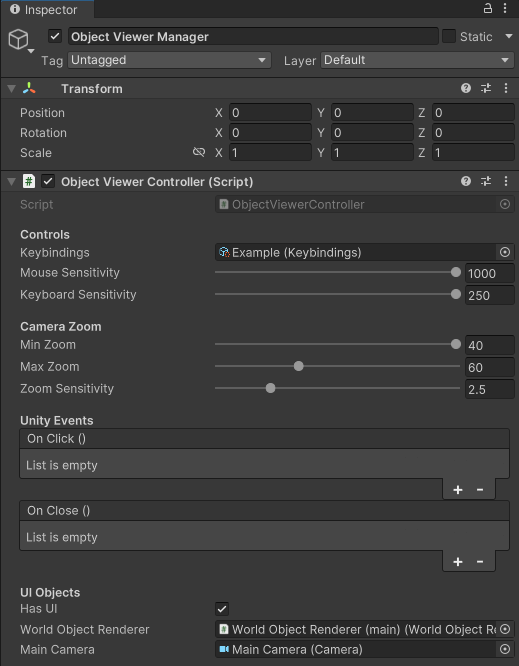 Inspector
Object Viewer Manager Static
Tag Untagged Layer Default
Transform
Position X 0 Y 0 Z 0
Rotation X 0 Y 0 Z 0
Scale X 1 Y 1 Z 1
# Object Viewer Controller (Script)
Script # ObjectViewerController
Controls
Keybindings Example (Keybindings)
Mouse Sensitivity 1000
Keyboard Sensitivity 250
Camera Zoom
Min Zoom 40
Max Zoom 60
Zoom Sensitivity 2.5
Unity Events
On Click ()
List is empty
+ -
On Close ()
List is empty
+ -
UI Objects
Has UI
World Object Renderer # World Object Renderer (main) (World Object Re
Main Camera Main Camera (Camera)